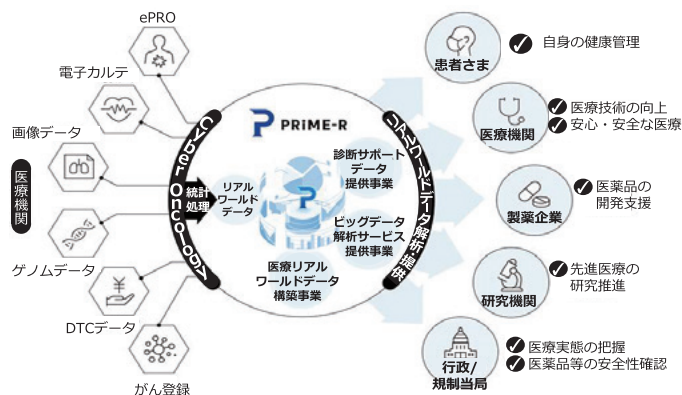 ePRO
電子カルテ
画像データ
医療機関
ゲノムデータ
DTCデータ
がん登録
¥
Cyber Oncology
統計
処理
リアル
ワールド
データ
P PRiME-R
P
診断サポート
データ
提供事業
ビッグデータ
解析サービス
提供事業
医療リアル
ワールドデータ
構築事業
リアルワールドデータ解析・提供
患者さま
自身の健康管理
医療機関
医療技術の向上
安心・安全な医療
製薬企業
医薬品の
開発支援
研究機関
先進医療の
研究推進
行政/
規制当局
医療実態の把握
医薬品等の安全性確認